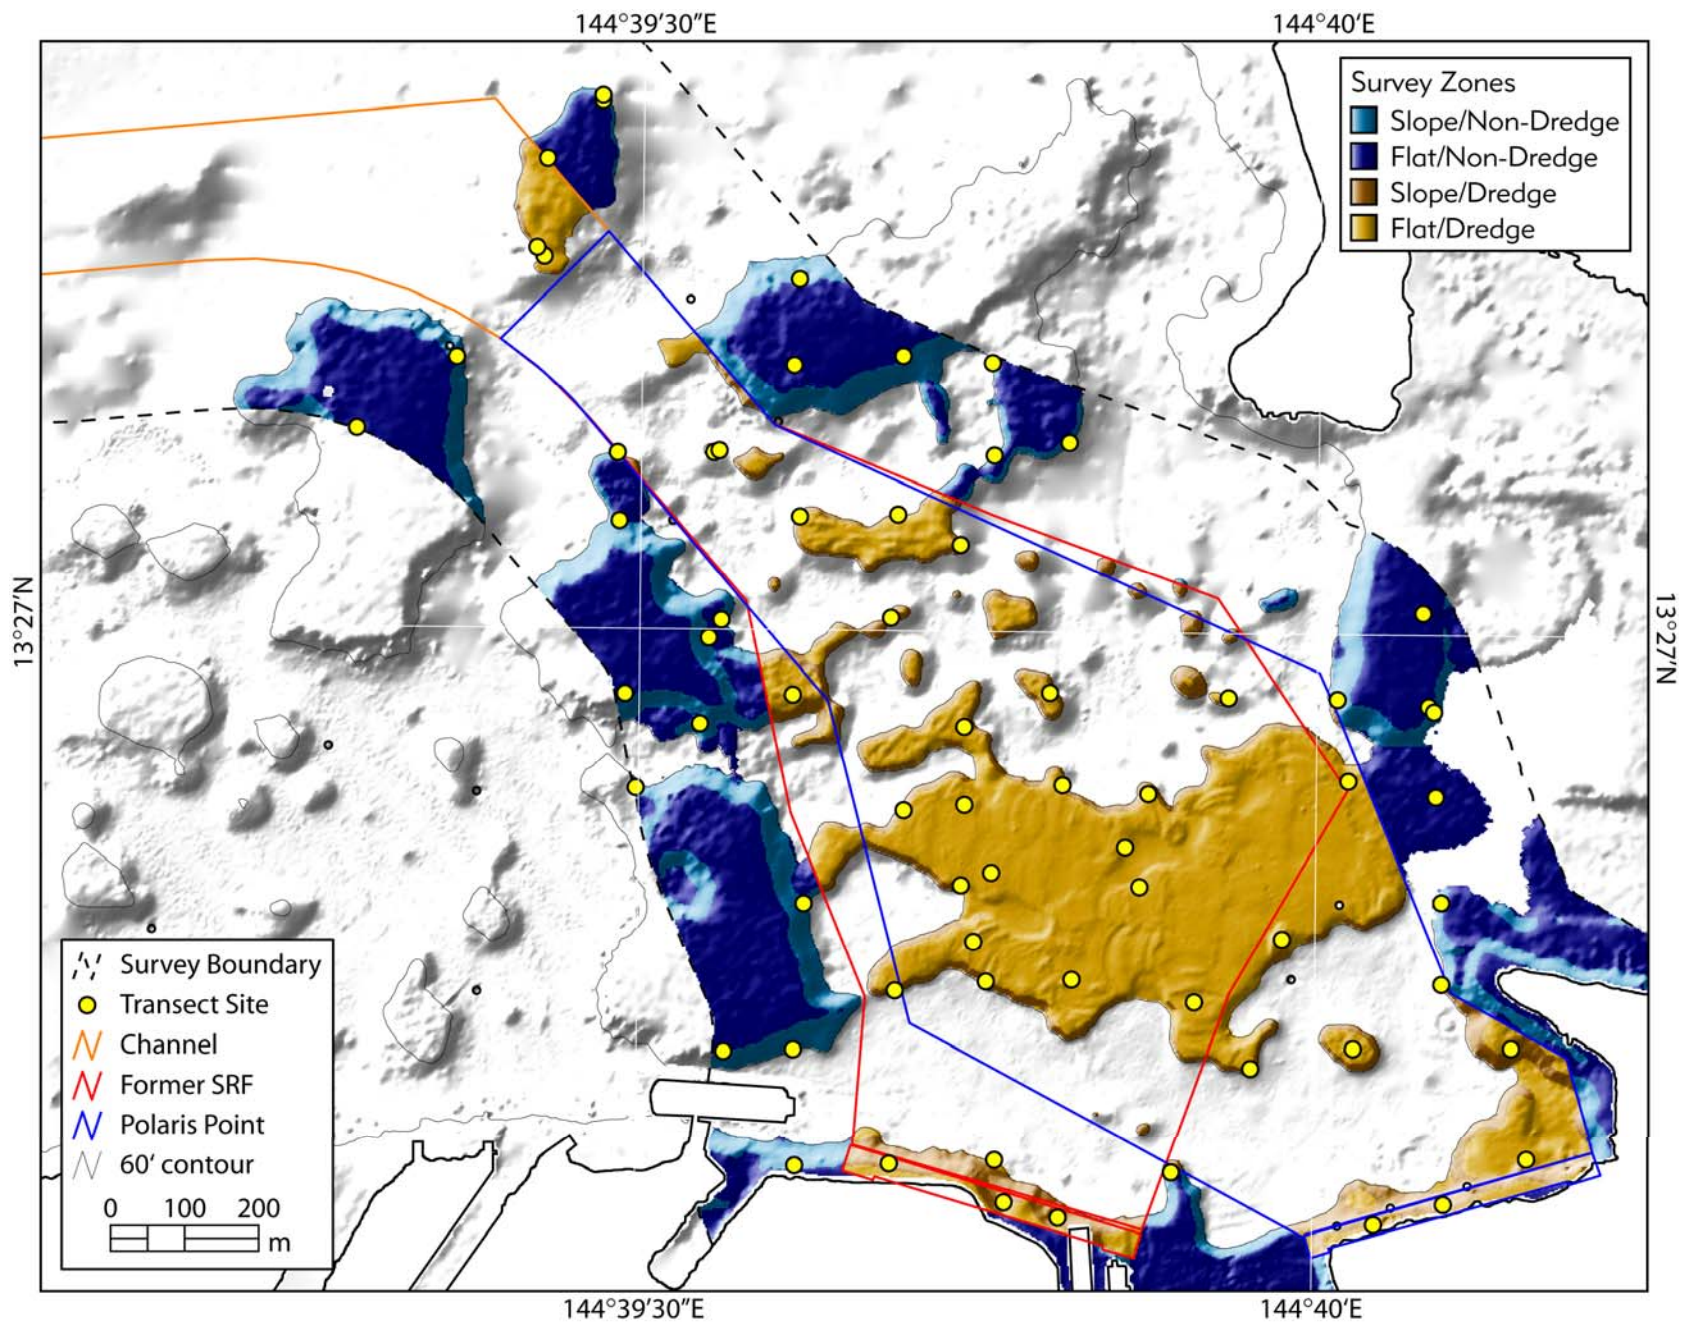 144°39′30″E
144°40′E
Survey Zones
Slope/Non-Dredge
Flat/Non-Dredge
Slope/Dredge
Flat/Dredge
13°27′N
13°27′N
Survey Boundary
Transect Site
Channel
Former SRF
Polaris Point
60′ contour
0 100 200
m
144°39′30″E
144°40′E